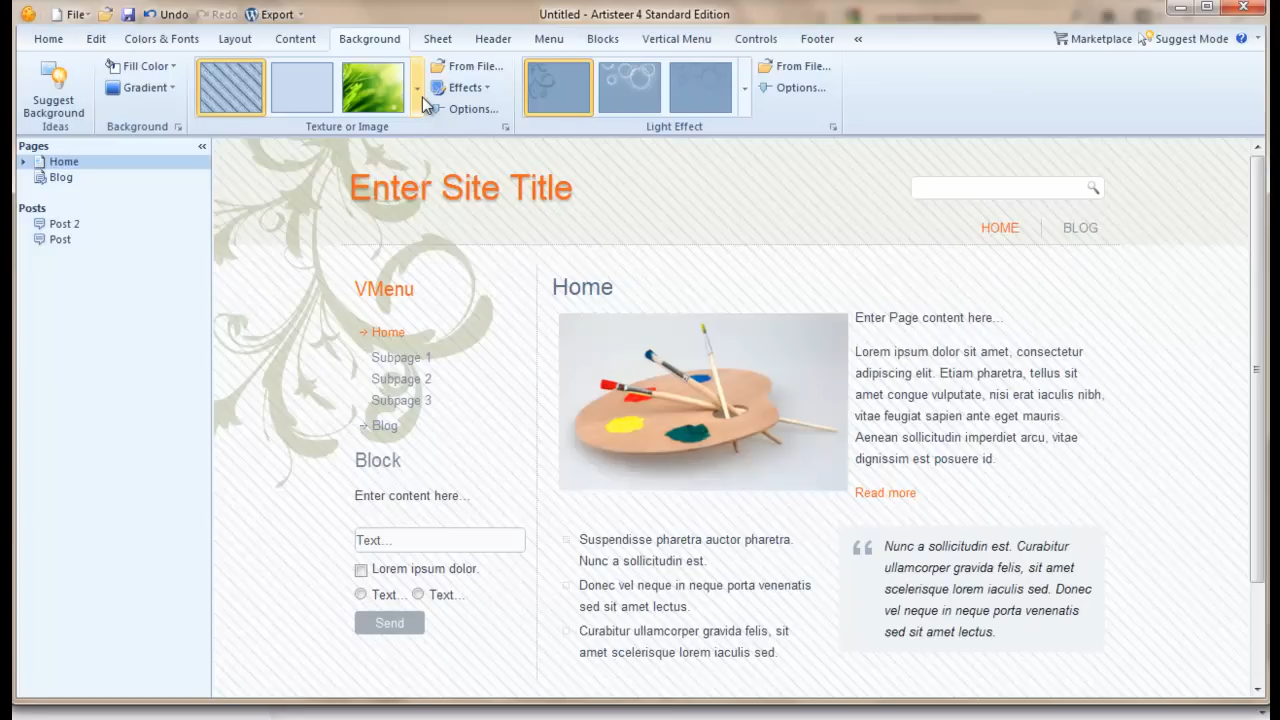 File
Undo
Redo
Export
Untitled - Artisteer 4 Standard Edition
Home
Edit
Colors & Fonts
Layout
Content
Background
Sheet
Header
Menu
Blocks
Vertical Menu
Controls
Footer
Marketplace
Suggest Mode
Suggest
Background
Ideas
Fill Color
Gradient
Background
From File...
Effects
Options...
Texture or Image
From File...
Options...
Light Effect
Pages
Home
Blog
Posts
Post 2
Post
Enter Site Title
HOME
BLOG
VMenu
Home
Subpage 1
Subpage 2
Subpage 3
Blog
Block
Enter content here...
Text...
Lorem ipsum dolor.
Text...
Text...
Send
Home
Enter Page content here...
Lorem ipsum dolor sit amet, consectetur
adipiscing elit. Etiam pharetra, tellus sit
amet congue vulputate, nisi erat iaculis nibh,
vitae feugiat sapien ante eget mauris.
Aenean sollicitudin imperdiet arcu, vitae
dignissim est posuere id.
Read more
Suspendisse pharetra auctor pharetra.
Nunc a sollicitudin est.
Donec vel neque in neque porta venenatis
sed sit amet lectus.
Curabitur ullamcorper gravida felis, sit
amet scelerisque lorem iaculis sed.
Nunc a sollicitudin est. Curabitur
ullamcorper gravida felis, sit amet
scelerisque lorem iaculis sed. Donec
vel neque in neque porta venenatis
sed sit amet lectus.